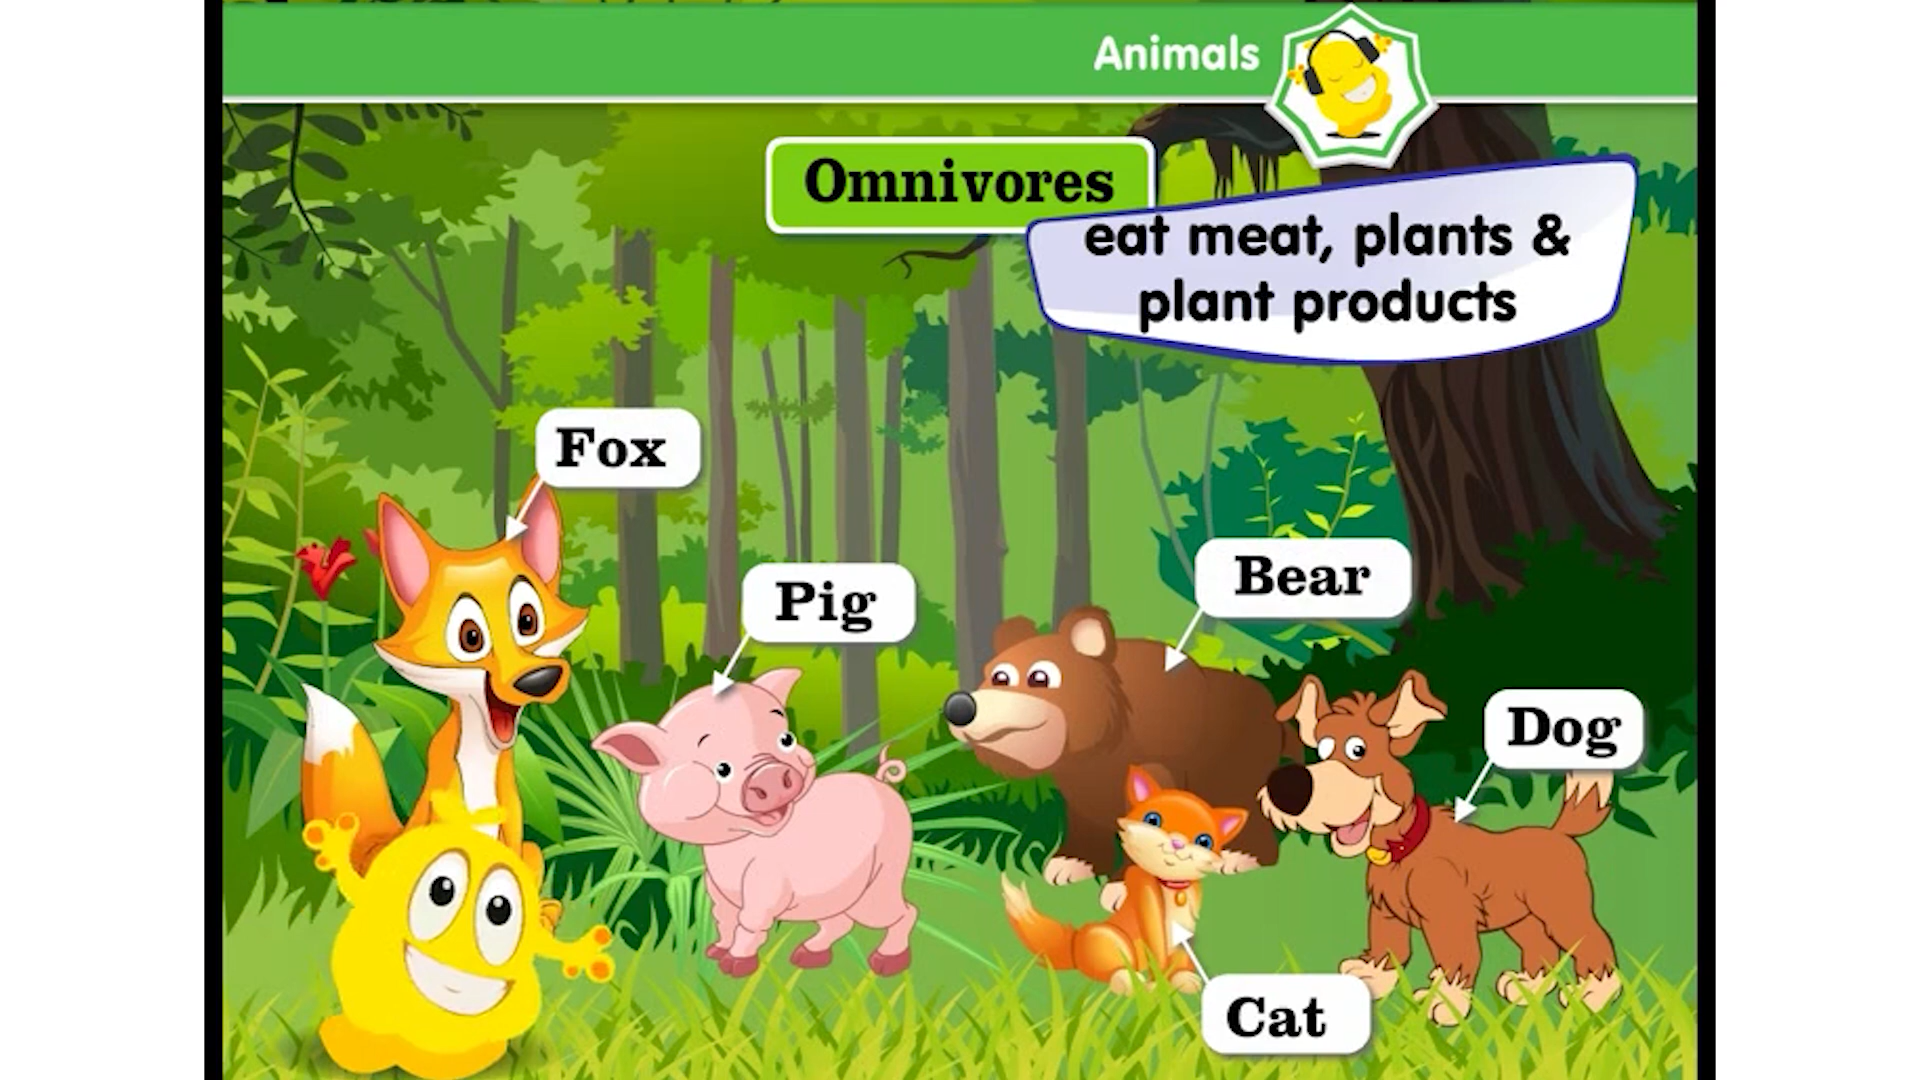 Animals
Omnivores
eat meat, plants &
plant products
Fox
Pig
Bear
Dog
Cat